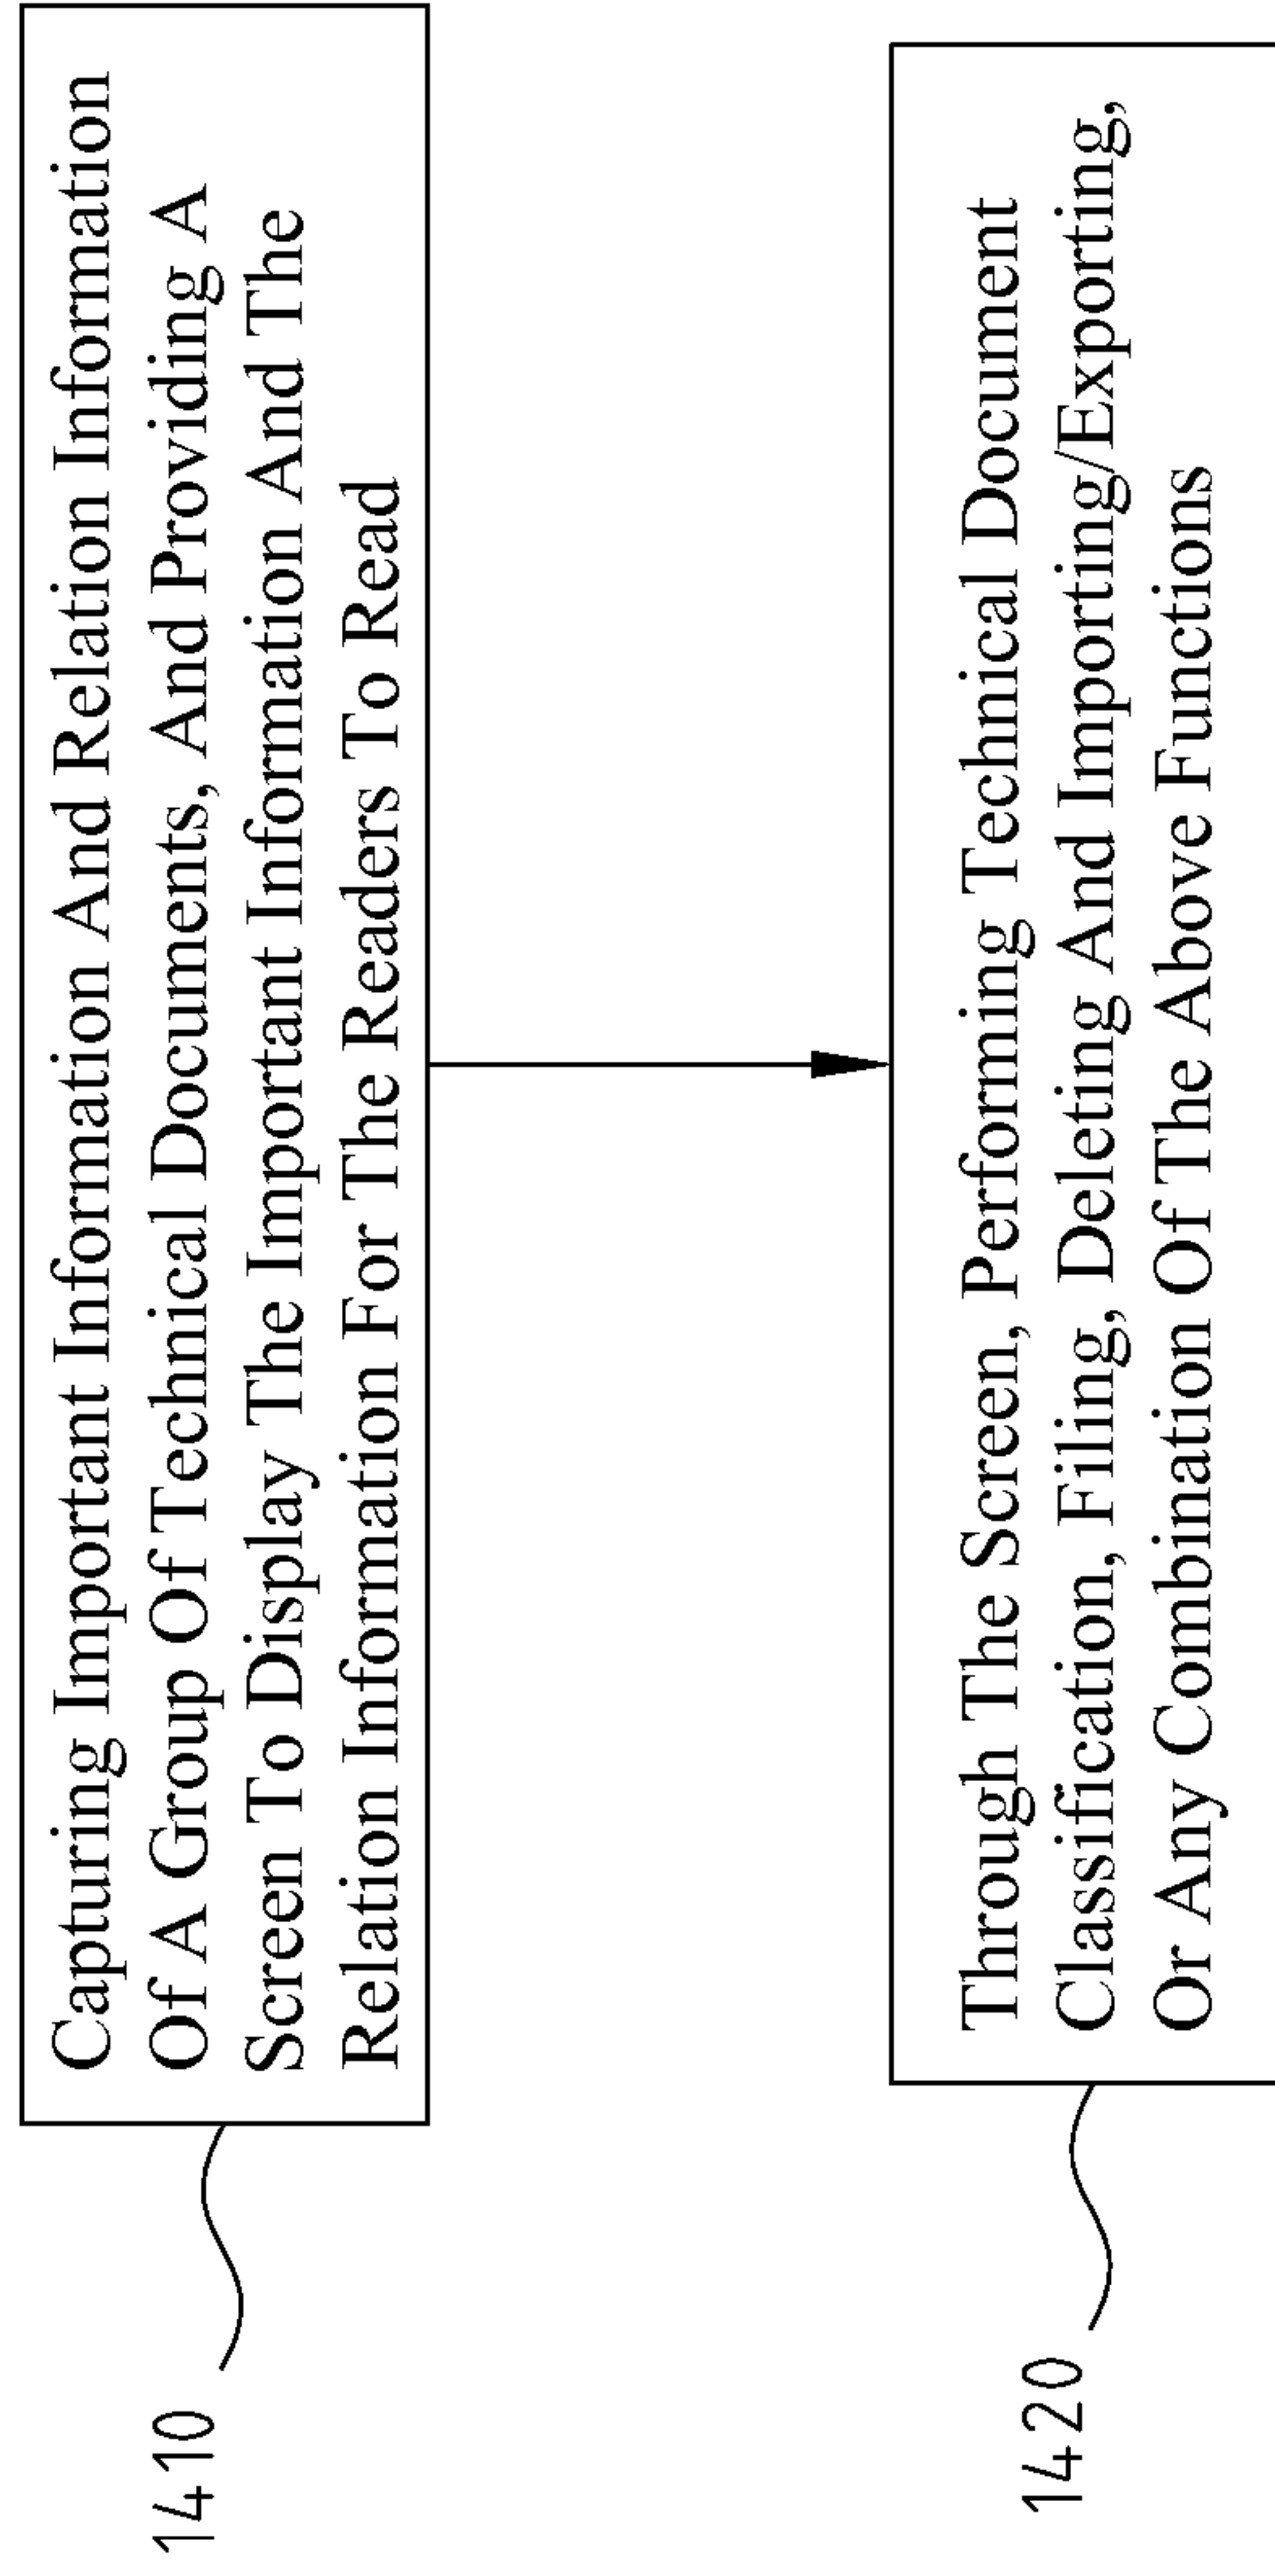 1410
Capturing Important Information And Relation Information
Of A Group Of Technical Documents, And Providing A
Screen To Display The Important Information And The
Relation Information For The Readers To Read
1420
Through The Screen, Performing Technical Document
Classification, Filing, Deleting And Importing/Exporting,
Or Any Combination Of The Above Functions